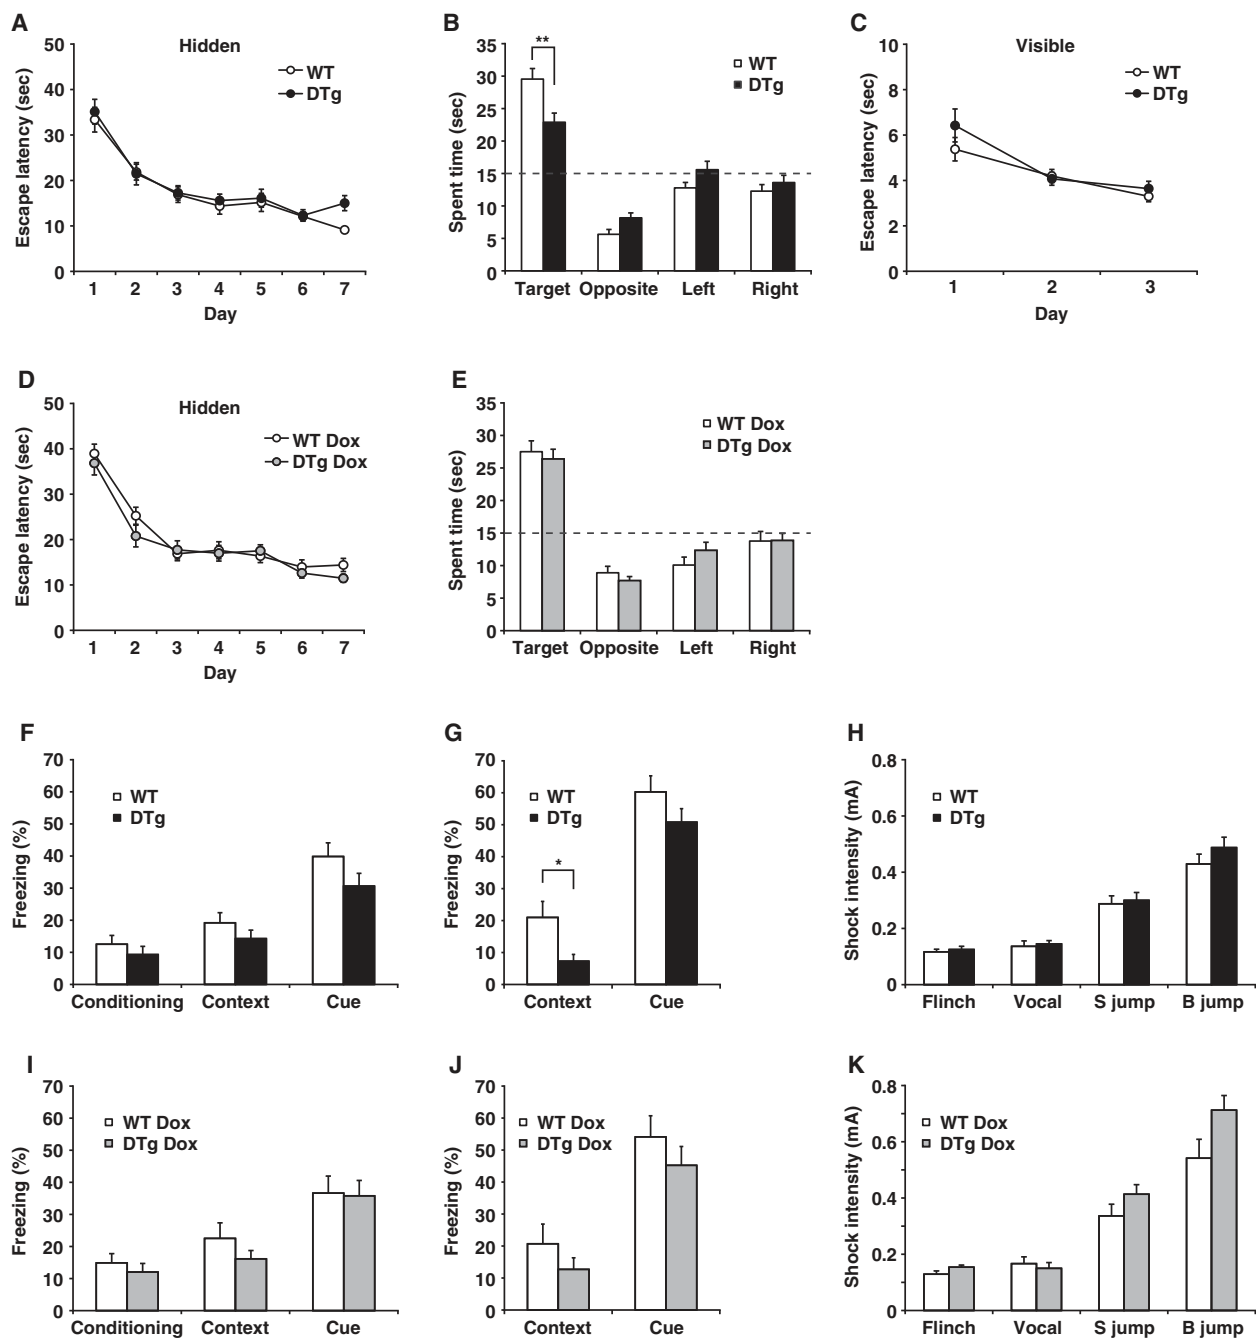 A
Hidden
Escape latency (sec)
50
40
30
20
10
0
WT
DTg
1 2 3 4 5 6 7
Day
B
Spent time (sec)
35
30
25
20
15
10
5
0
**
WT
DTg
Target Opposite Left Right
C
Visible
Escape latency (sec)
10
8
6
4
2
0
WT
DTg
1 2 3
Day
D
Hidden
Escape latency (sec)
50
40
30
20
10
0
WT Dox
DTg Dox
1 2 3 4 5 6 7
Day
E
Spent time (sec)
35
30
25
20
15
10
5
0
WT Dox
DTg Dox
Target Opposite Left Right
F
Freezing (%)
70
60
50
40
30
20
10
0
WT
DTg
Conditioning Context Cue
G
Freezing (%)
70
60
50
40
30
20
10
0
WT
DTg
*
Context Cue
H
Shock intensity (mA)
0.8
0.6
0.4
0.2
0
WT
DTg
Flinch Vocal S jump B jump
I
Freezing (%)
70
60
50
40
30
20
10
0
WT Dox
DTg Dox
Conditioning Context Cue
J
Freezing (%)
70
60
50
40
30
20
10
0
WT Dox
DTg Dox
Context Cue
K
Shock intensity (mA)
0.8
0.6
0.4
0.2
0
WT Dox
DTg Dox
Flinch Vocal S jump B jump